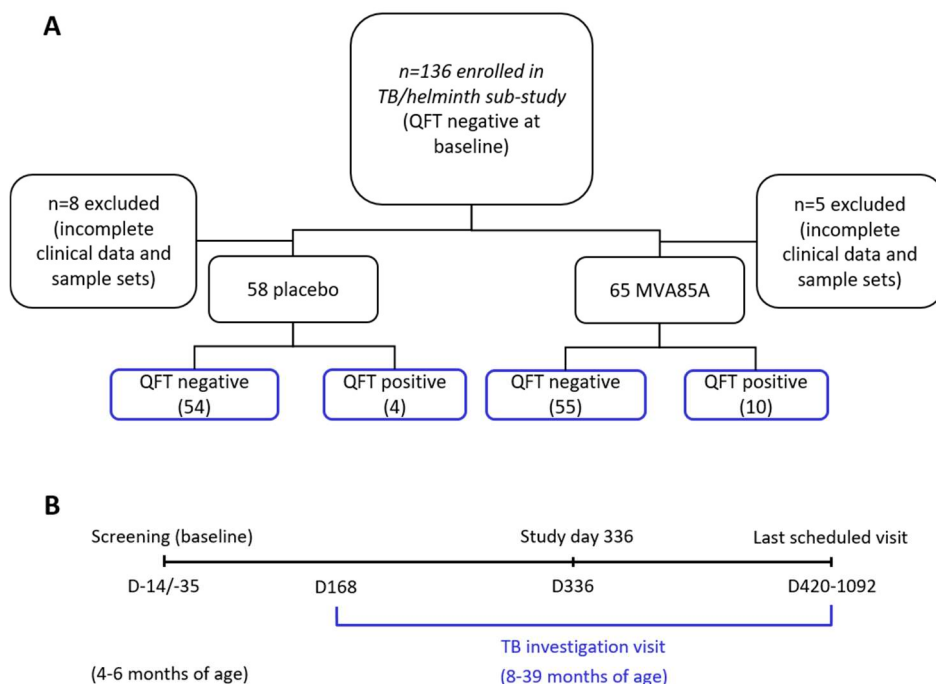 A
n=136 enrolled in
TB/helminth sub-study
(QFT negative at
baseline)
n=8 excluded
(incomplete
clinical data and
sample sets)
n=5 excluded
(incomplete
clinical data and
sample sets)
58 placebo
65 MVA85A
QFT negative
(54)
QFT positive
(4)
QFT negative
(55)
QFT positive
(10)
B
Screening (baseline)
Study day 336
Last scheduled visit
D-14/-35
D168
D336
D420-1092
TB investigation visit
(4-6 months of age)
(8-39 months of age)